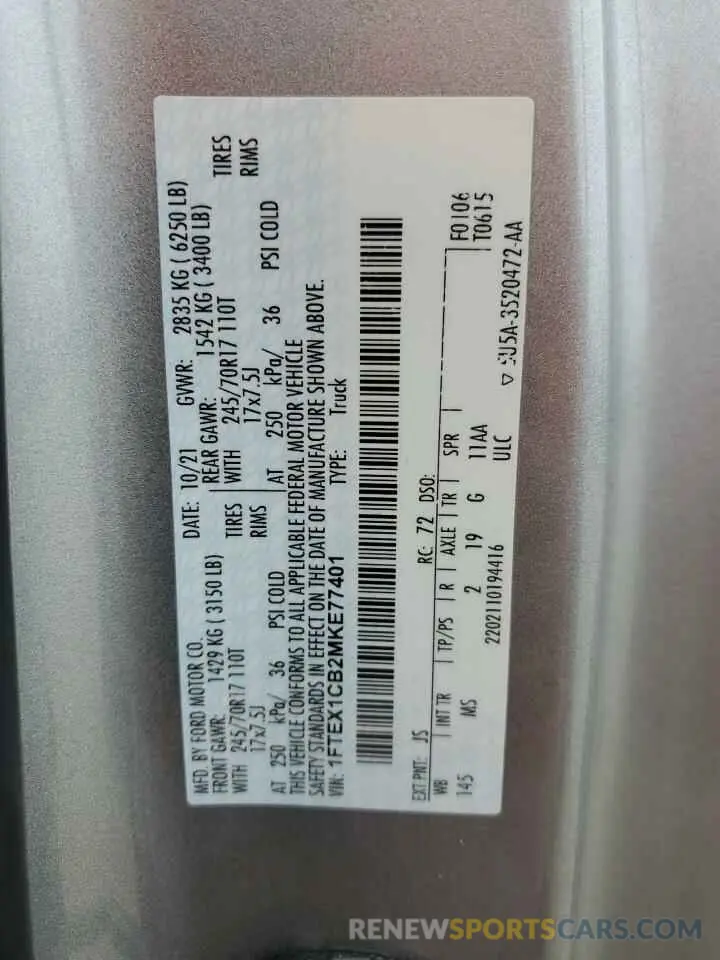 MFD. BY FORD MOTOR CO.
DATE: 10/21 GVWR: 2835 KG ( 6250 LB)
FRONT GAWR: 1429 KG ( 3150 LB) REAR GAWR: 1542 KG ( 3400 LB)
WITH 245/70R17 110T TIRES WITH 245/70R17 110T TIRES
17x7.5J RIMS 17x7.5J RIMS
AT 250 kPa/ 36 PSI COLD AT 250 kPa/ 36 PSI COLD
THIS VEHICLE CONFORMS TO ALL APPLICABLE FEDERAL MOTOR VEHICLE
SAFETY STANDARDS IN EFFECT ON THE DATE OF MANUFACTURE SHOWN ABOVE.
VIN: 1FTEX1CB2MKE77401 TYPE: Truck
EXT PNT: JS RC: 72 DSO: F0106
WB INT TR TP/PS R AXLE TR SPR T0615
145 MS 2 19 G 11AA
ULC
2202110194416
5U5A-3520472-AA
RENEWSPORTSCARS.COM